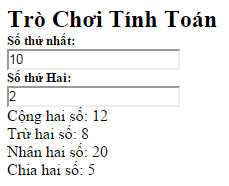 Trò Chơi Tính Toán
Số thứ nhất:
10
Số thứ Hai:
2
Cộng hai số: 12
Trừ hai số: 8
Nhân hai số: 20
Chia hai số: 5